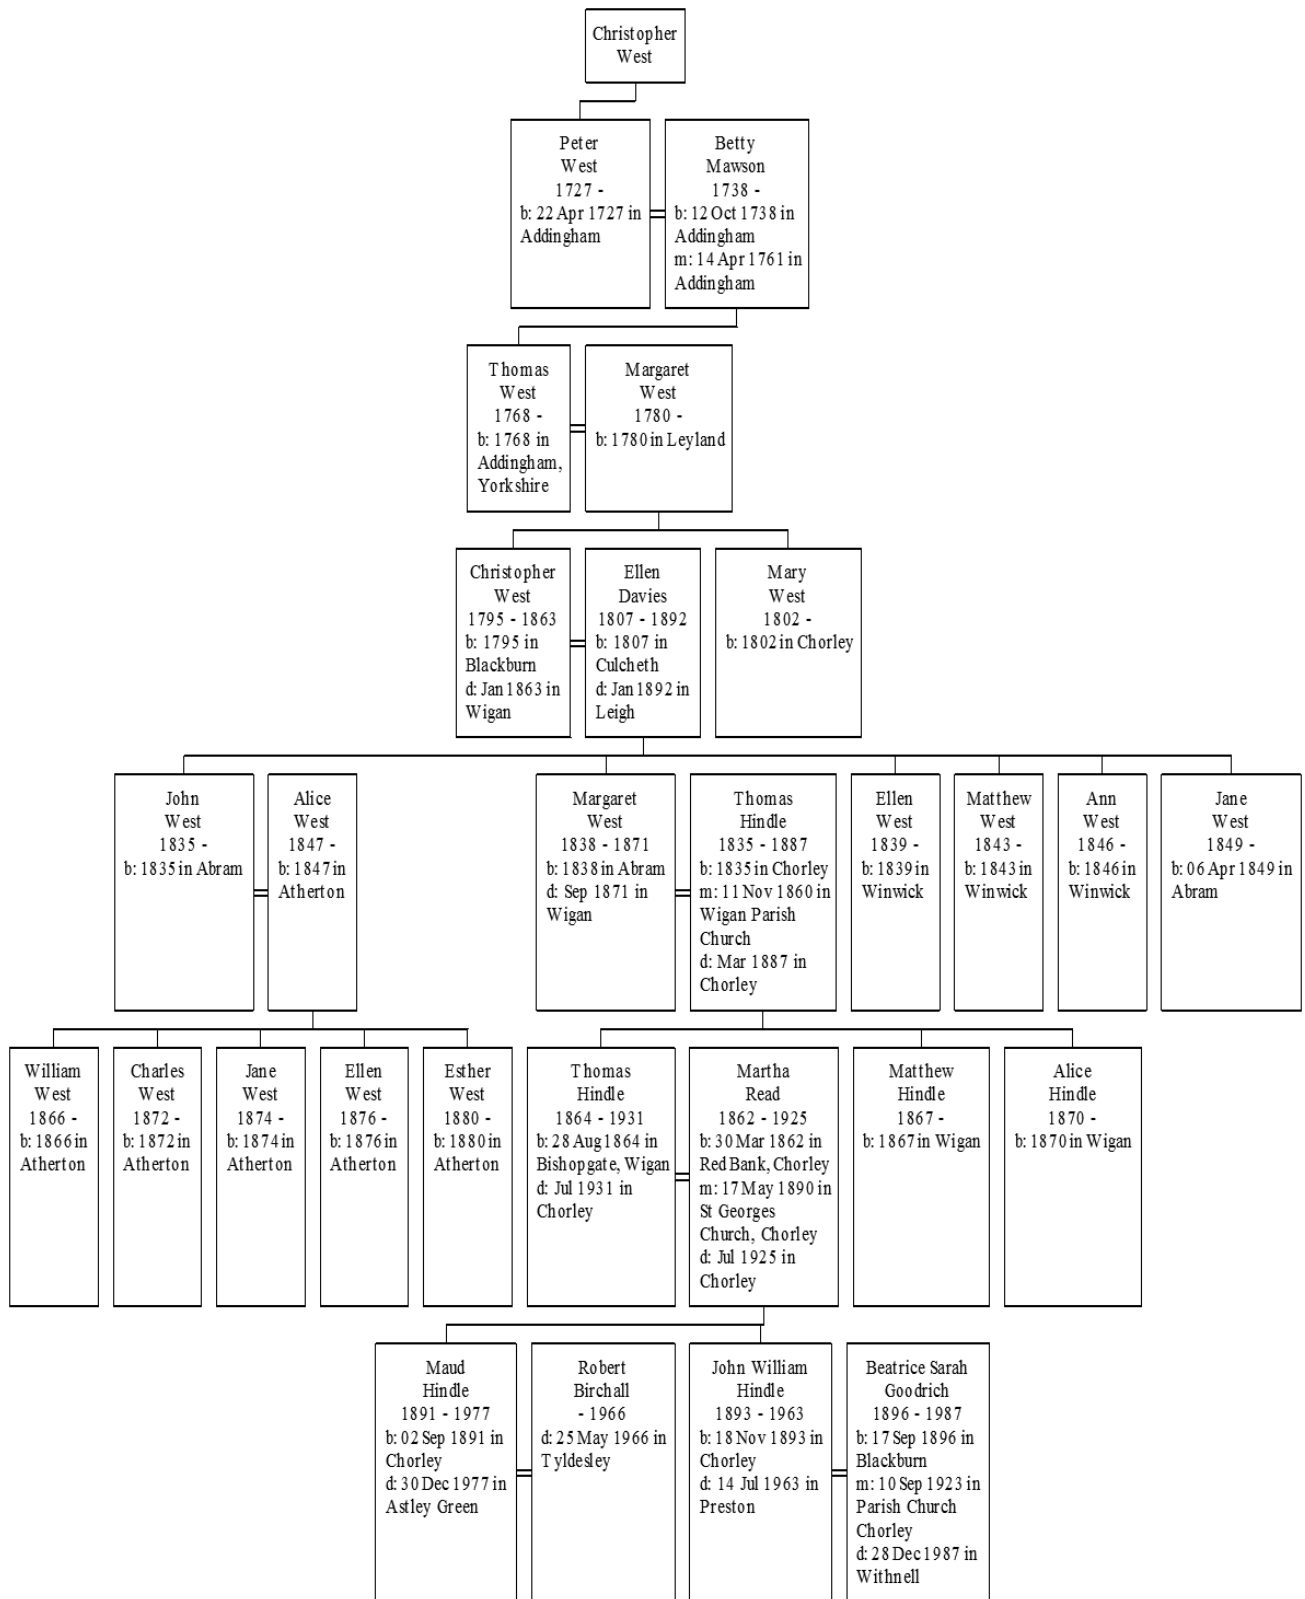 Christopher
West
Peter
West
1727 -
b: 22 Apr 1727 in
Addingham
Betty
Mawson
1738 -
b: 12 Oct 1738 in
Addingham
m: 14 Apr 1761 in
Addingham
Thomas
West
1768 -
b: 1768 in
Addingham,
Yorkshire
Margaret
West
1780 -
b: 1780 in Leyland
Christopher
West
1795 - 1863
b: 1795 in
Blackburn
d: Jan 1863 in
Wigan
Ellen
Davies
1807 - 1892
b: 1807 in
Culcheth
d: Jan 1892 in
Leigh
Mary
West
1802 -
b: 1802 in Chorley
John
West
1835 -
b: 1835 in Abram
Alice
West
1847 -
b: 1847 in
Atherton
Margaret
West
1838 - 1871
b: 1838 in Abram
d: Sep 1871 in
Wigan
Thomas
Hindle
1835 - 1887
b: 1835 in Chorley
m: 11 Nov 1860 in
Wigan Parish
Church
d: Mar 1887 in
Chorley
Ellen
West
1839 -
b: 1839 in
Winwick
Matthew
West
1843 -
b: 1843 in
Winwick
Ann
West
1846 -
b: 1846 in
Winwick
Jane
West
1849 -
b: 06 Apr 1849 in
Abram
William
West
1866 -
b: 1866 in
Atherton
Charles
West
1872 -
b: 1872 in
Atherton
Jane
West
1874 -
b: 1874 in
Atherton
Ellen
West
1876 -
b: 1876 in
Atherton
Esther
West
1880 -
b: 1880 in
Atherton
Thomas
Hindle
1864 - 1931
b: 28 Aug 1864 in
Bishopgate, Wigan
d: Jul 1931 in
Chorley
Martha
Read
1862 - 1925
b: 30 Mar 1862 in
Red Bank, Chorley
m: 17 May 1890 in
St Georges
Church, Chorley
d: Jul 1925 in
Chorley
Matthew
Hindle
1867 -
b: 1867 in Wigan
Alice
Hindle
1870 -
b: 1870 in Wigan
Maud
Hindle
1891 - 1977
b: 02 Sep 1891 in
Chorley
d: 30 Dec 1977 in
Astley Green
Robert
Birchall
- 1966
d: 25 May 1966 in
Tyldesley
John William
Hindle
1893 - 1963
b: 18 Nov 1893 in
Chorley
d: 14 Jul 1963 in
Preston
Beatrice Sarah
Goodrich
1896 - 1987
b: 17 Sep 1896 in
Blackburn
m: 10 Sep 1923 in
Parish Church
Chorley
d: 28 Dec 1987 in
Withnell